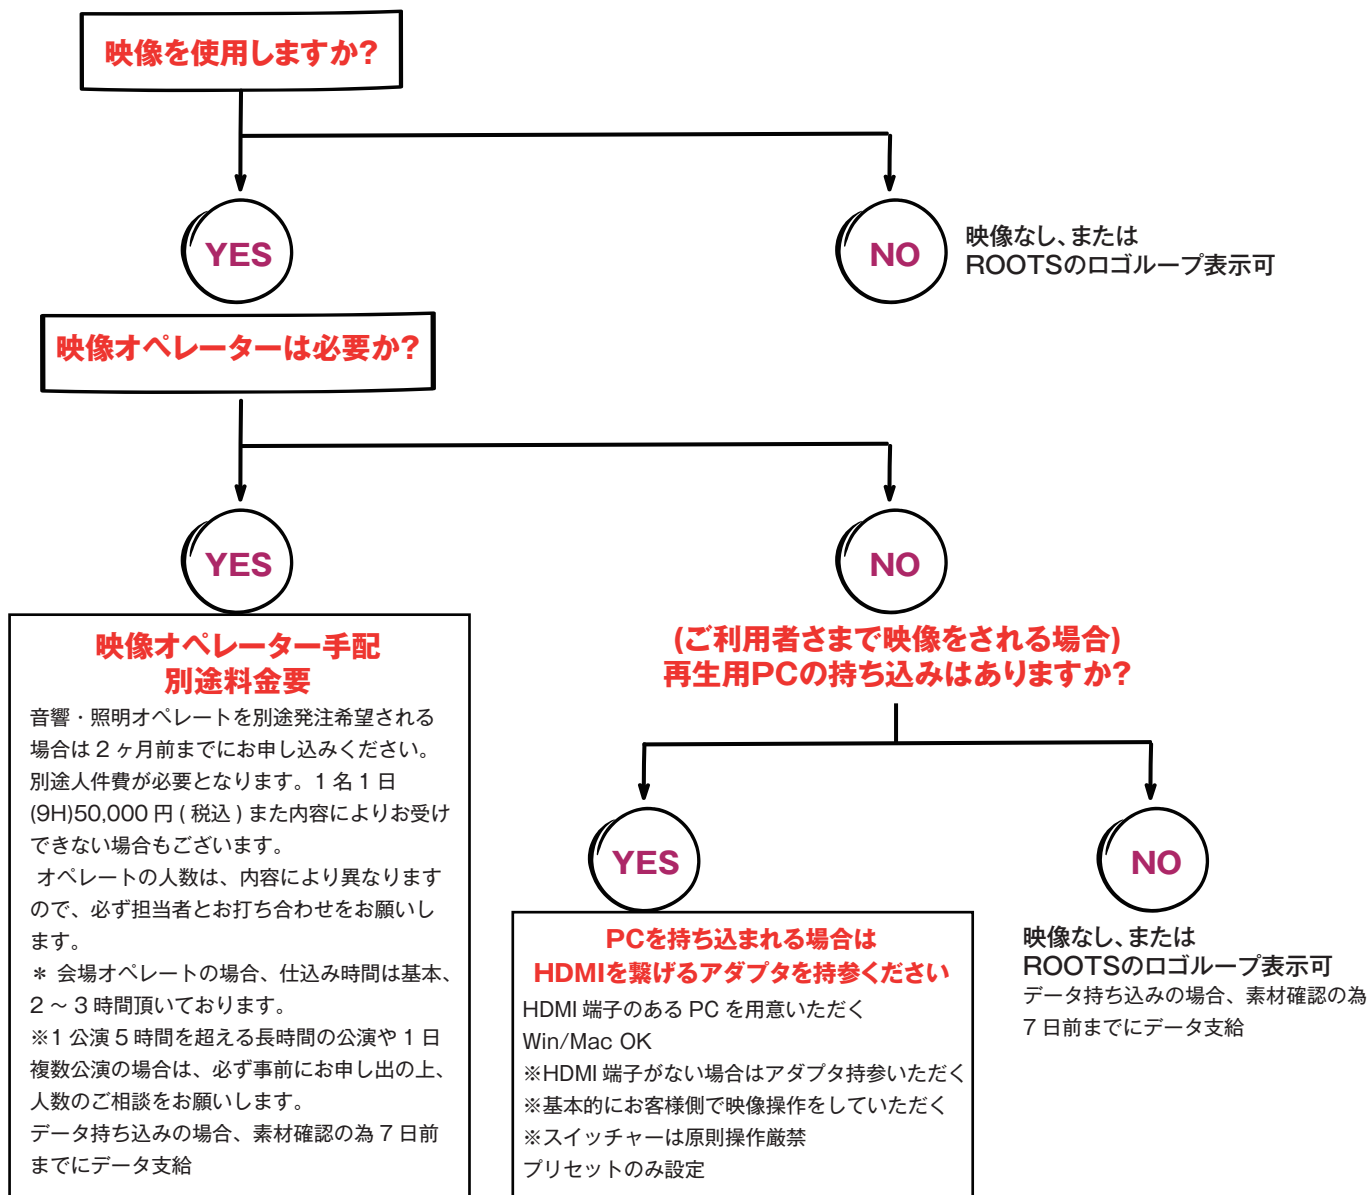 映像を使用しますか?
YES
NO
映像なし、または
ROOTSのロゴループ表示可
映像オペレーターは必要か?
YES
NO
映像オペレーター手配
別途料金要
音響・照明オペレートを別途発注希望される
場合は2ヶ月前までにお申し込みください。
別途人件費が必要となります。1名1日
(9H)50,000円(税込)また内容によりお受け
できない場合もございます。
オペレートの人数は、内容により異なります
ので、必ず担当者とお打ち合わせをお願いし
ます。
＊ 会場オペレートの場合、仕込み時間は基本、
2～3時間頂いております。
※1公演5時間を超える長時間の公演や1日
複数公演の場合は、必ず事前にお申し出の上、
人数のご相談をお願いします。
データ持ち込みの場合、素材確認の為7日前
までにデータ支給
(ご利用者さまで映像をされる場合)
再生用PCの持ち込みはありますか?
YES
NO
PCを持ち込まれる場合は
HDMIを繋げるアダプタを持参ください
HDMI端子のあるPCを用意いただく
Win/Mac OK
※HDMI端子がない場合はアダプタ持参いただく
※基本的にお客様側で映像操作をしていただく
※スイッチャーは原則操作厳禁
プリセットのみ設定
映像なし、または
ROOTSのロゴループ表示可
データ持ち込みの場合、素材確認の為
7日前までにデータ支給